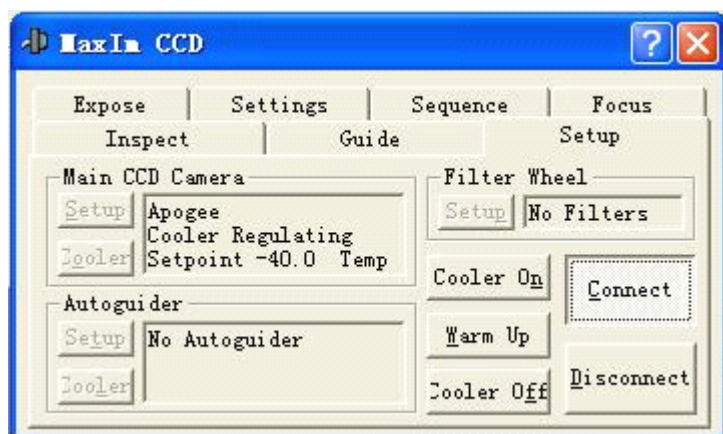 MaxIm CCD
Expose Settings Sequence Focus
Inspect Guide Setup
Main CCD Camera
Setup
Apogee
Cooler Regulating
Setpoint -40.0 Temp
Cooler
Filter Wheel
Setup
No Filters
Autoguider
Setup
No Autoguider
Cooler
Cooler On
Connect
Warm Up
Cooler Off
Disconnect